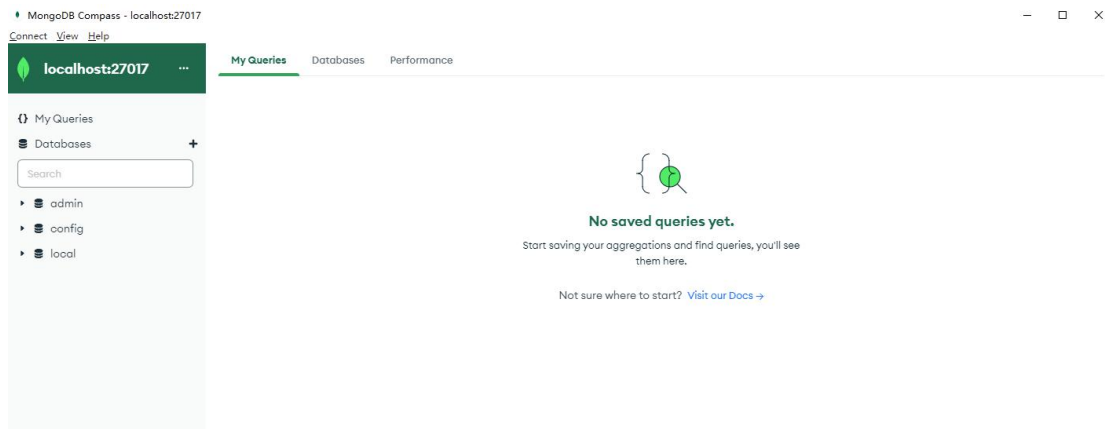 MongoDB Compass - localhost:27017
Connect View Help
localhost:27017 ...
My Queries Databases Performance
{} My Queries
Databases +
Search
admin
config
local
No saved queries yet.
Start saving your aggregations and find queries, you'll see
them here.
Not sure where to start? Visit our Docs →